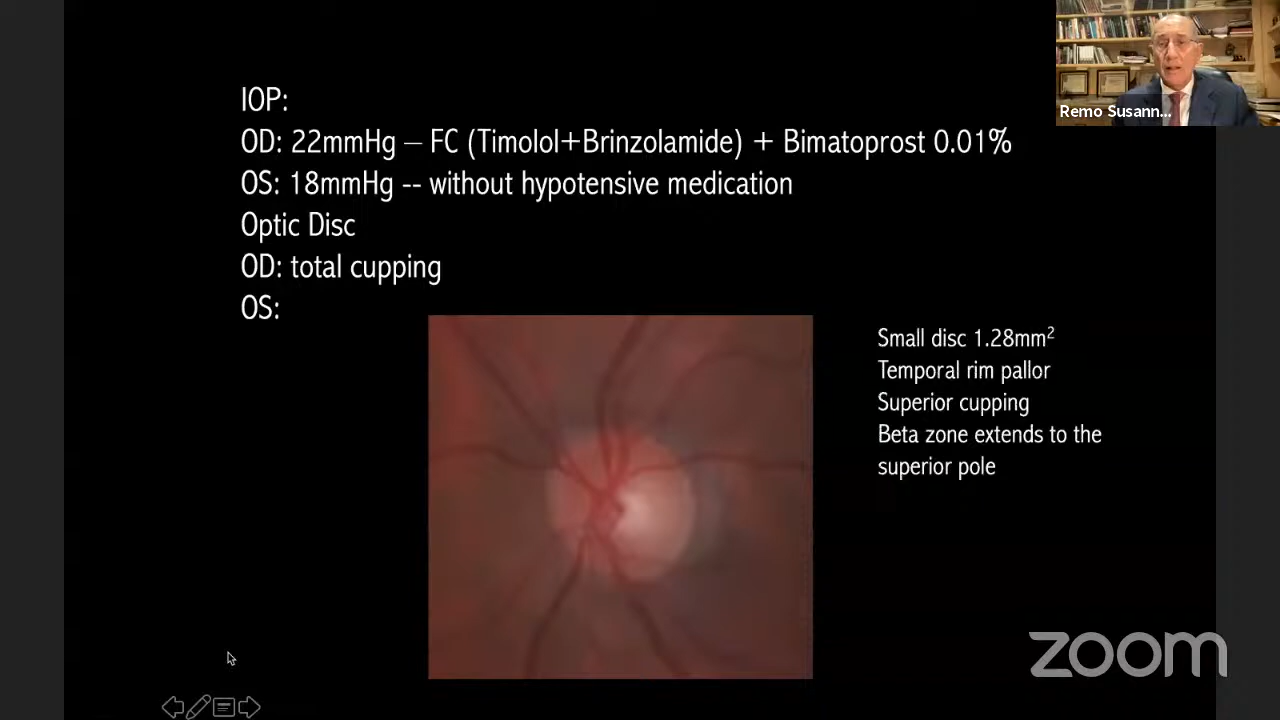 IOP:
OD: 22mmHg – FC (Timolol+Brinzolamide) + Bimatoprost 0.01%
OS: 18mmHg -- without hypotensive medication
Optic Disc
OD: total cupping
OS:
Small disc 1.28mm²
Temporal rim pallor
Superior cupping
Beta zone extends to the
superior pole
Remo Susann...
zoom